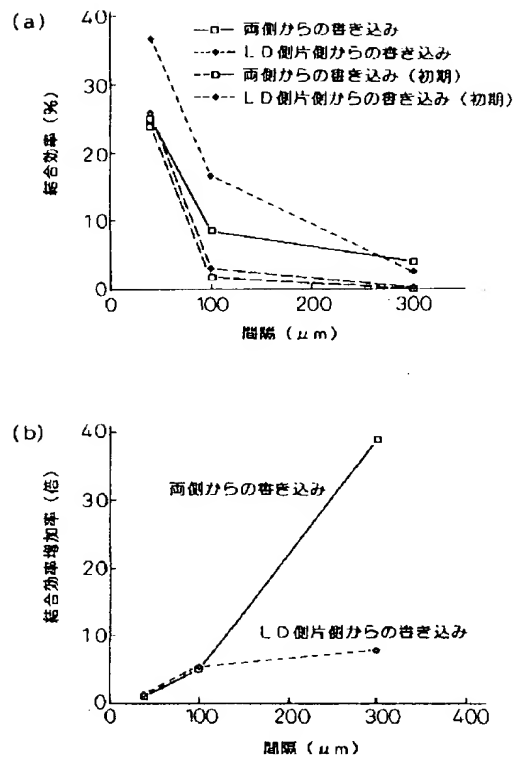 (a)
両側からの書き込み
LD側片側からの書き込み
両側からの書き込み(初期)
LD側片側からの書き込み(初期)
結合効率(%)
40
30
20
10
0
0 100 200 300
間隔(μm)
(b)
結合効率増加率(倍)
40
30
20
10
0
両側からの書き込み
LD側片側からの書き込み
0 100 200 300 400
間隔(μm)